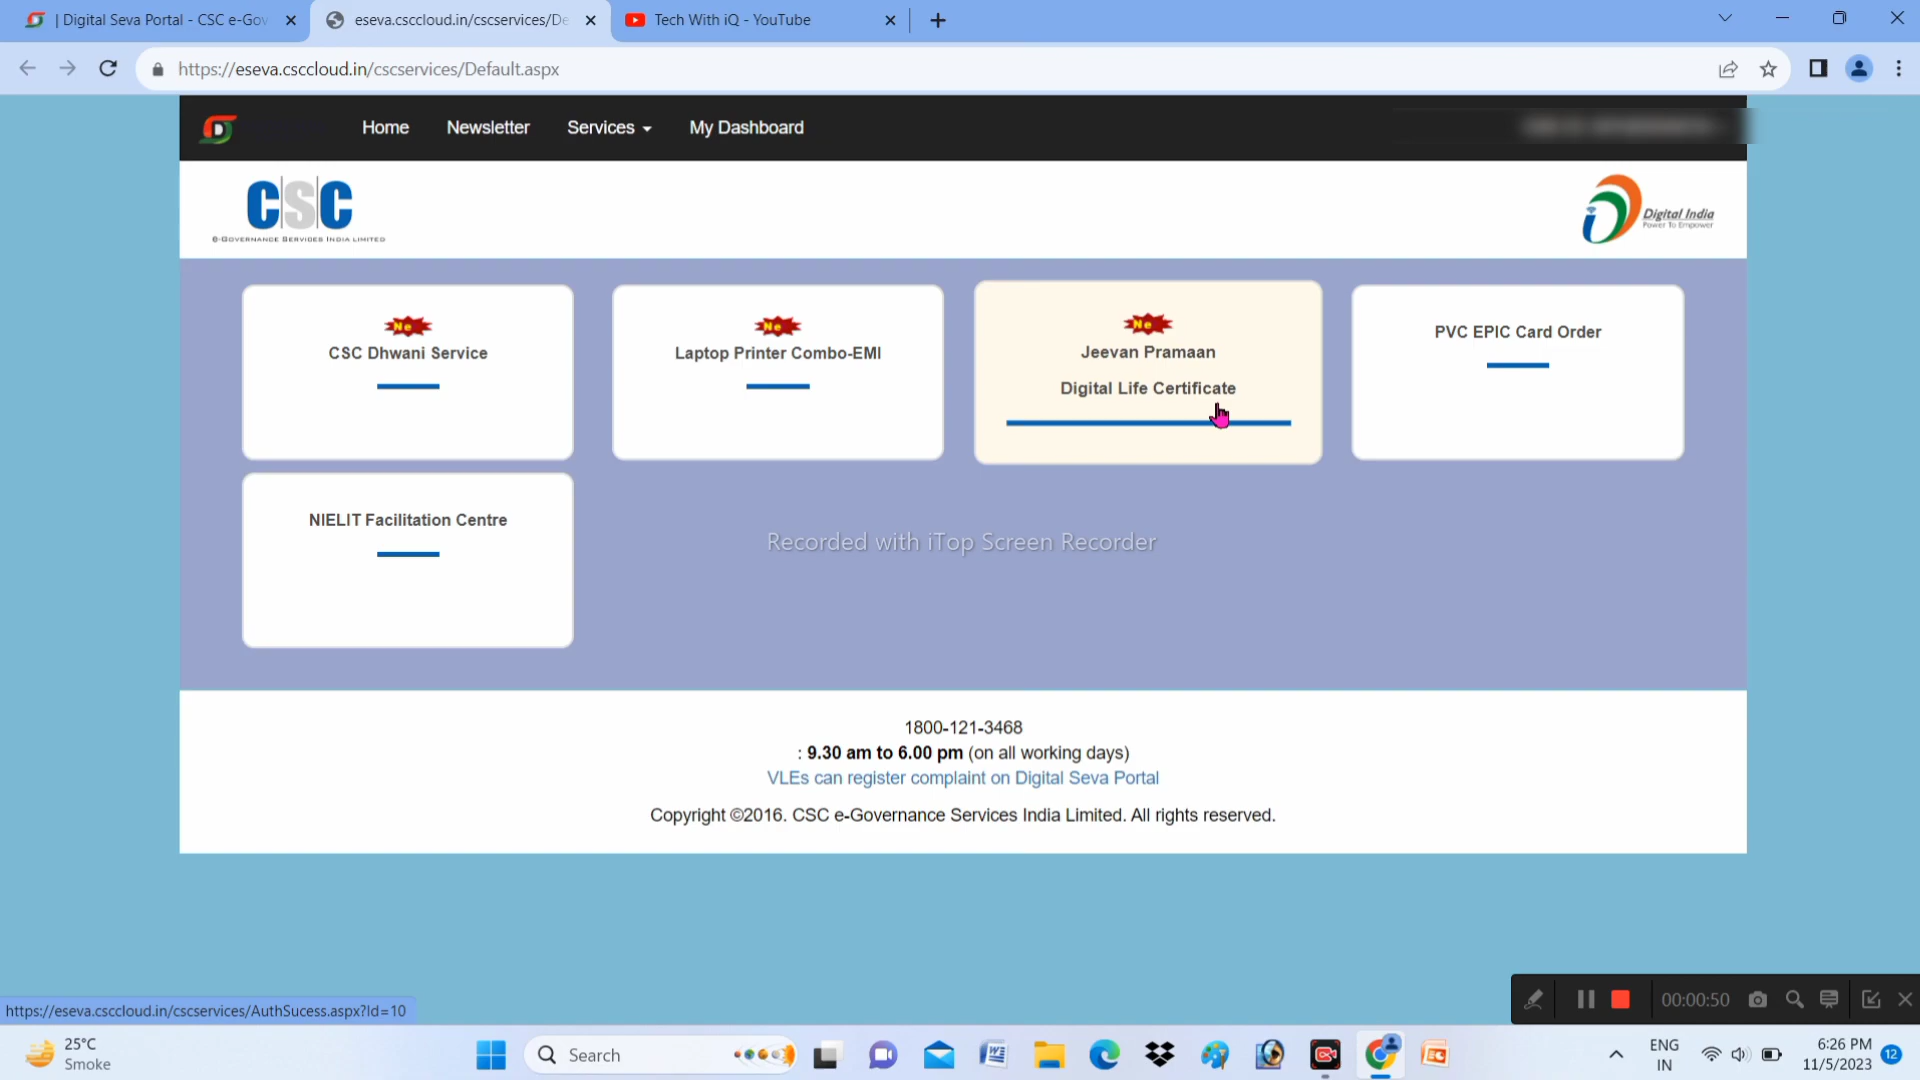 | Digital Seva Portal - CSC e-Gov
eseva.csccloud.in/cscservices/De
Tech With iQ - YouTube
https://eseva.csccloud.in/cscservices/Default.aspx
Home
Newsletter
Services
My Dashboard
CSC
e-Governance Services India Limited
Digital India
Power To Empower
Ne
CSC Dhwani Service
Ne
Laptop Printer Combo-EMI
Ne
Jeevan Pramaan
Digital Life Certificate
PVC EPIC Card Order
NIELIT Facilitation Centre
Recorded with iTop Screen Recorder
1800-121-3468
: 9.30 am to 6.00 pm (on all working days)
VLEs can register complaint on Digital Seva Portal
Copyright ©2016. CSC e-Governance Services India Limited. All rights reserved.
00:00:50
https://eseva.csccloud.in/cscservices/AuthSucess.aspx?Id=10
25°C
Smoke
Search
ENG
IN
6:26 PM
11/5/2023
12